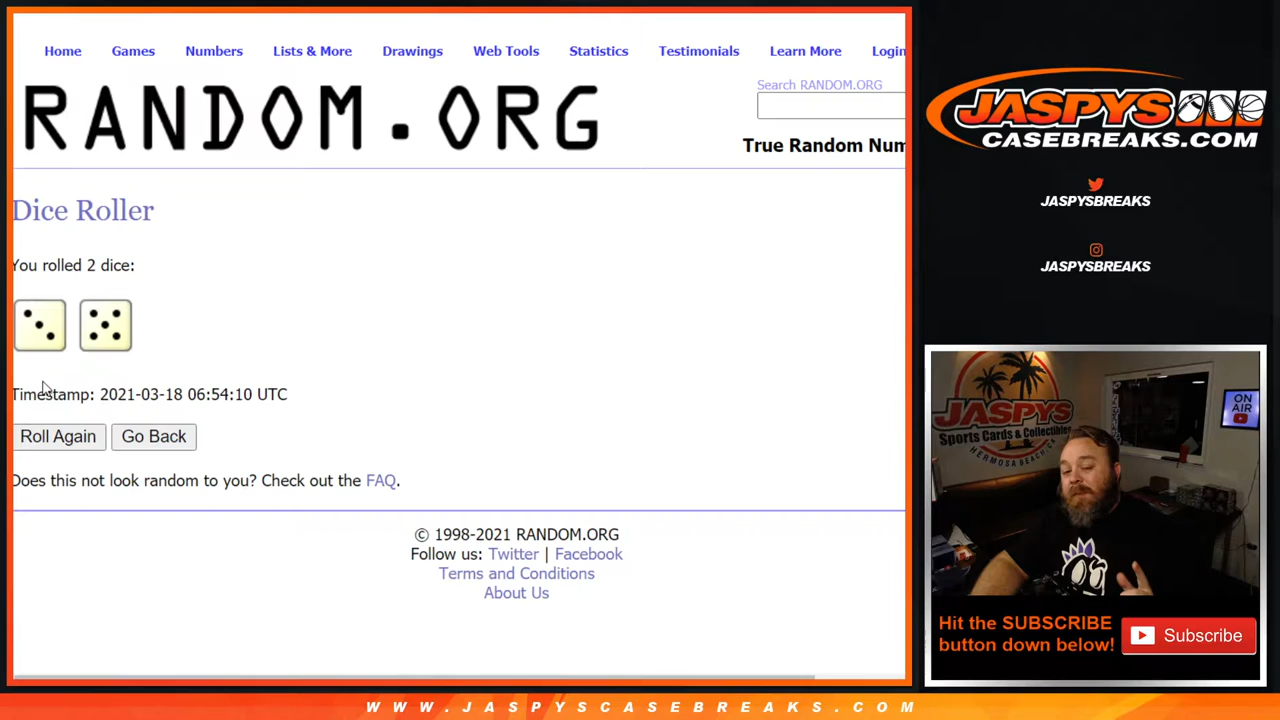 Home Games Numbers Lists & More Drawings Web Tools Statistics Testimonials Learn More Login
Search RANDOM.ORG
RANDOM.ORG
True Random Num
Dice Roller
You rolled 2 dice:
Timestamp: 2021-03-18 06:54:10 UTC
Roll Again Go Back
Does this not look random to you? Check out the FAQ.
© 1998-2021 RANDOM.ORG
Follow us: Twitter | Facebook
Terms and Conditions
About Us
JASPYS
CASEBREAKS.COM
JASPYSBREAKS
JASPYSBREAKS
JASPYS
Sports Cards & Collectibles
HERMOSA BEACH, CA
ON
AIR
Hit the SUBSCRIBE
button down below!
Subscribe
WWW.JASPYSCASEBREAKS.COM